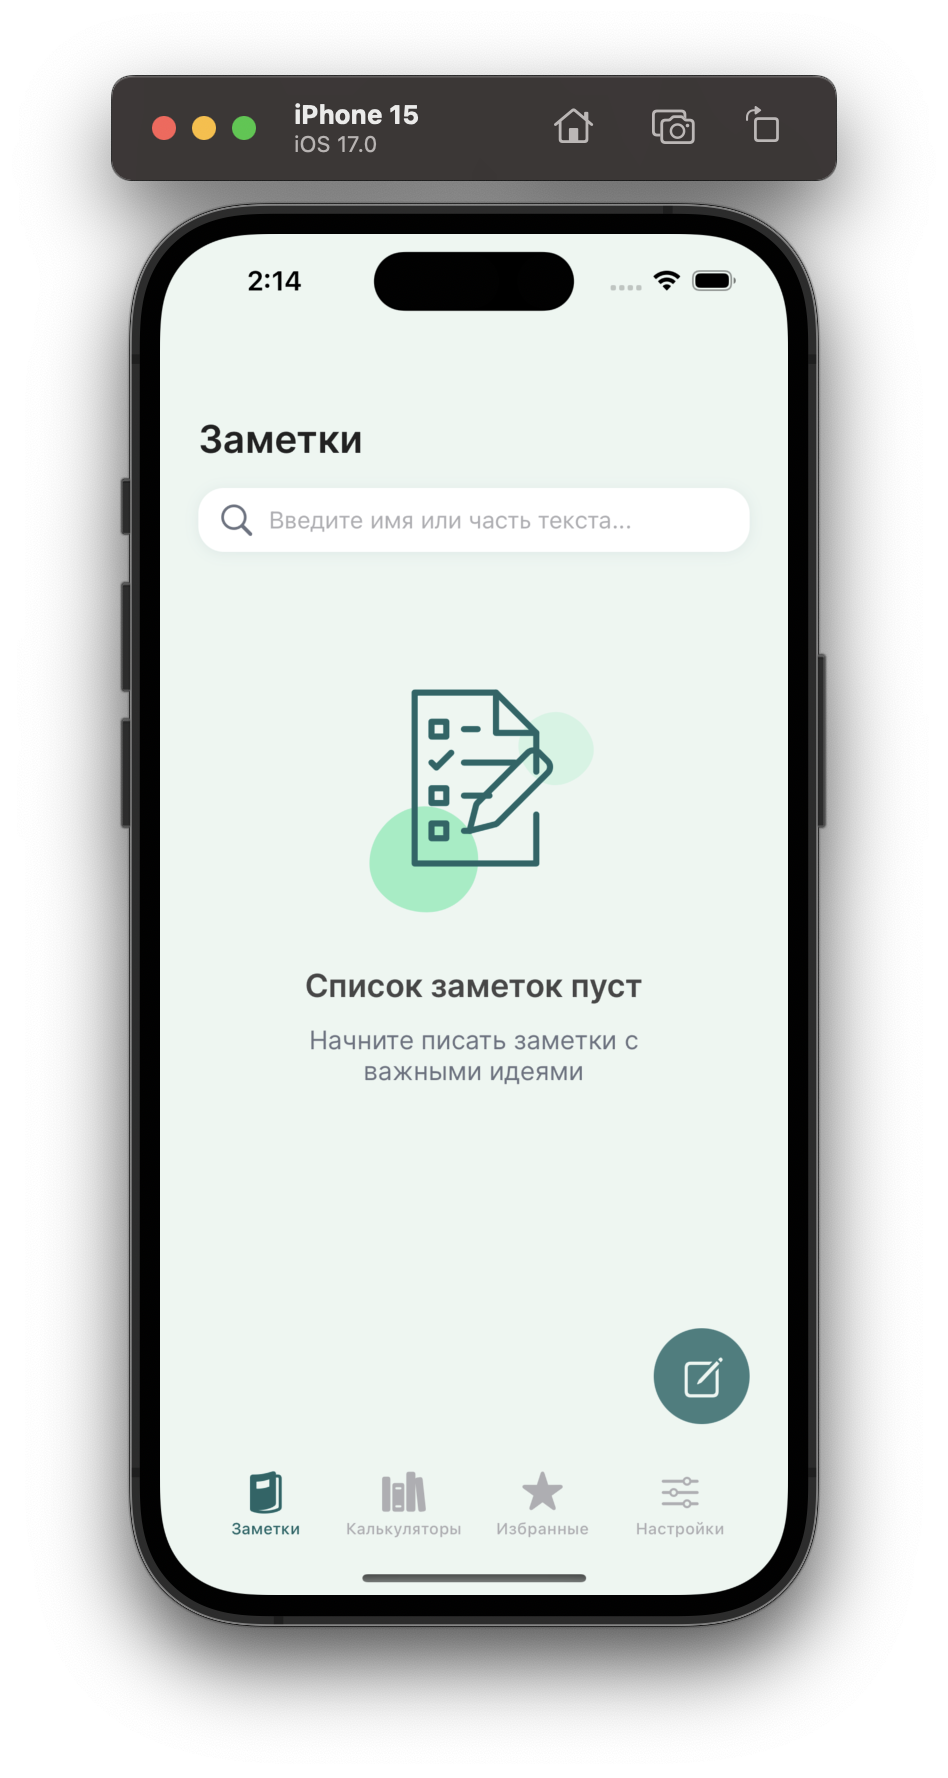 iPhone 15
iOS 17.0
2:14
Заметки
Введите имя или часть текста...
Список заметок пуст
Начните писать заметки с
важными идеями
Заметки
Калькуляторы
Избранные
Настройки